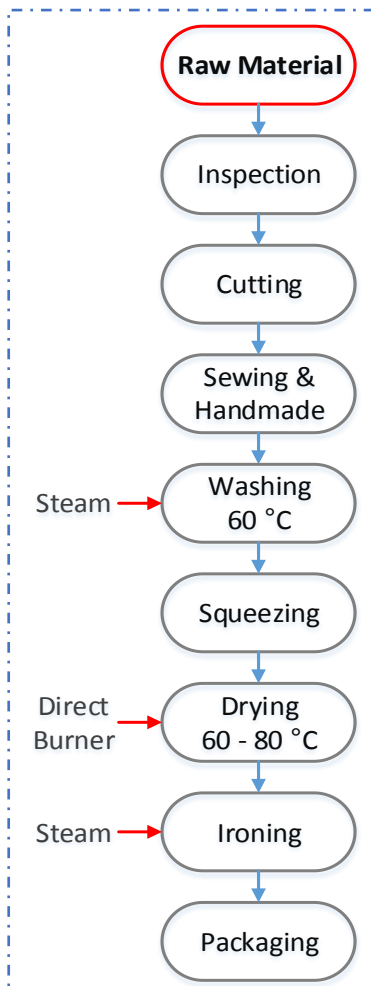 Raw Material
Inspection
Cutting
Sewing &
Handmade
Steam
Washing
60 °C
Squeezing
Direct
Burner
Drying
60 - 80 °C
Steam
Ironing
Packaging